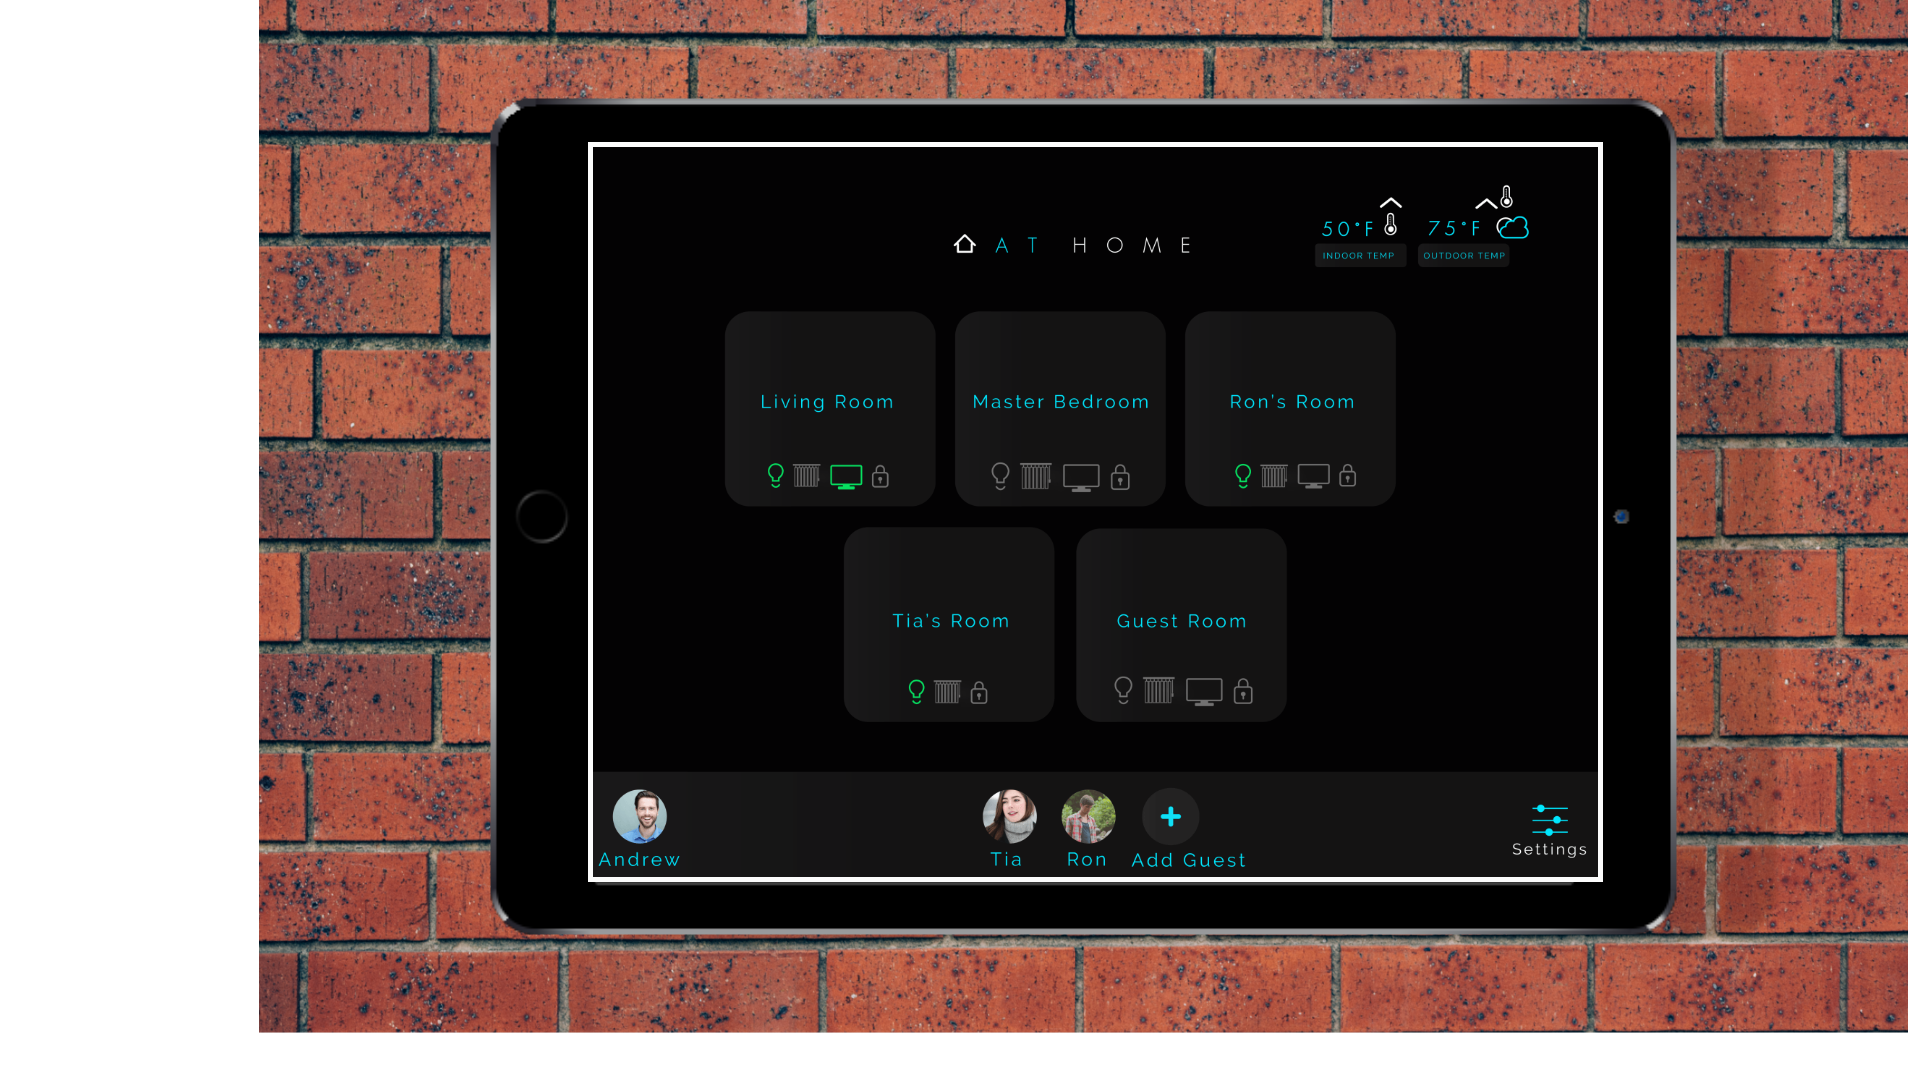 50°F
75°F
AT HOME
INDOOR TEMP
OUTDOOR TEMP
Living Room
Master Bedroom
Ron's Room
Tia's Room
Guest Room
Andrew
Tia
Ron
Add Guest
Settings